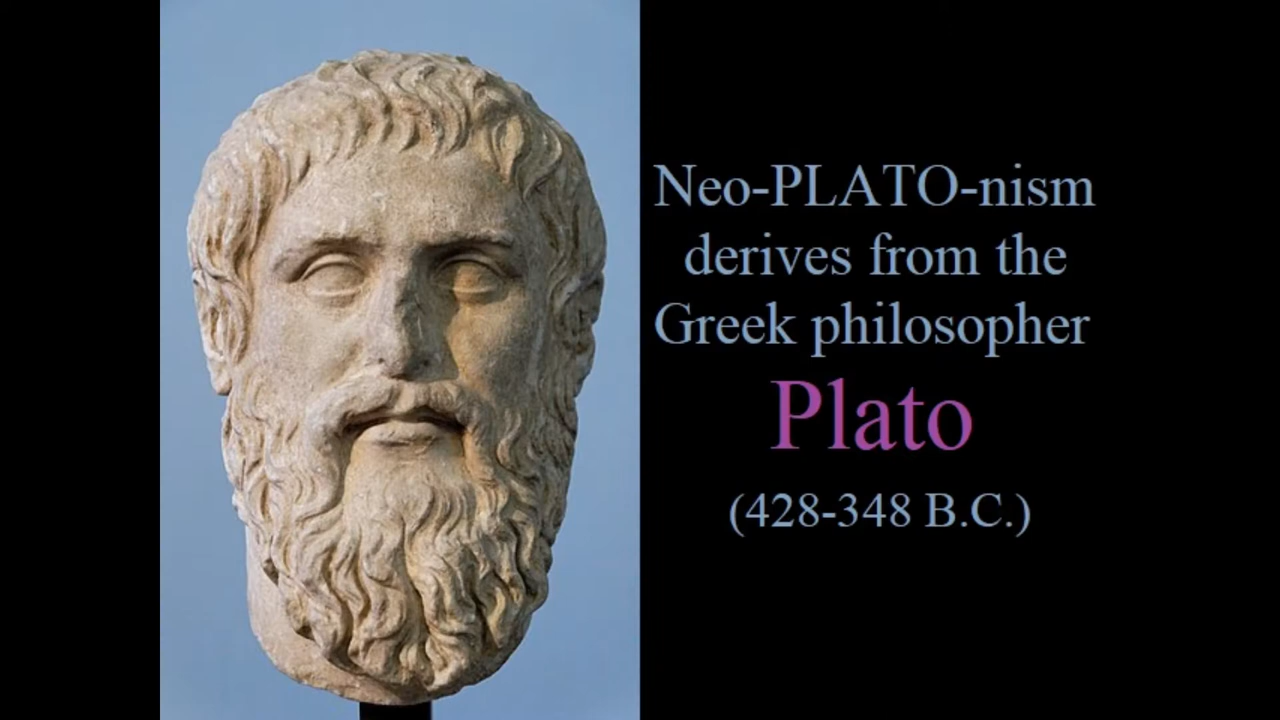 Neo-PLATO-nism
derives from the
Greek philosopher
Plato
(428-348 B.C.)